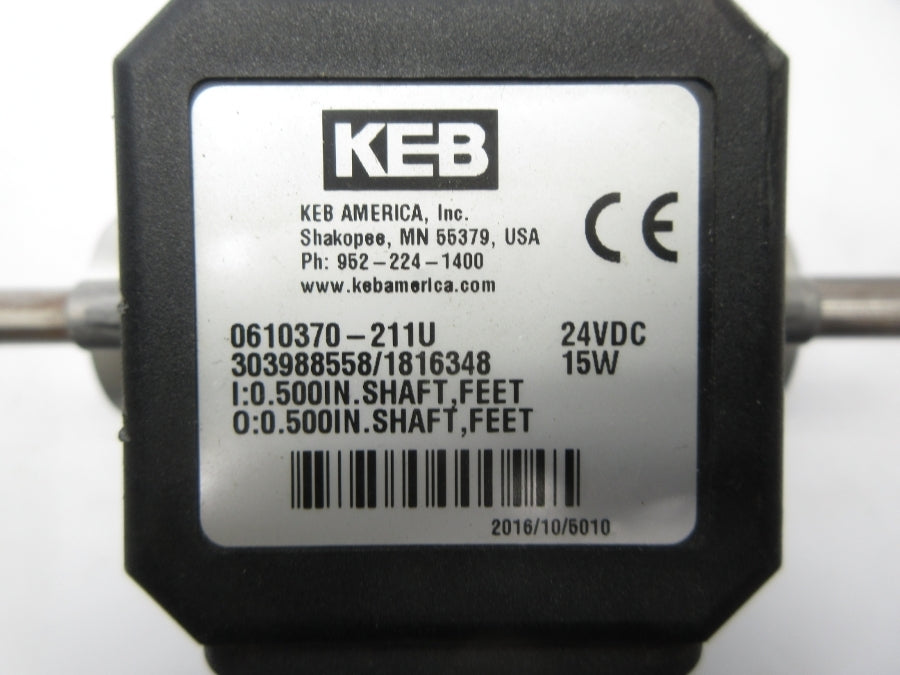 KEB
KEB AMERICA, Inc.
Shakopee, MN 55379, USA
Ph: 952-224-1400
www.kebamerica.com
CE
0610370-211U 24VDC
303988558/1816348 15W
I:0.500IN.SHAFT,FEET
O:0.500IN.SHAFT,FEET
2016/10/5010